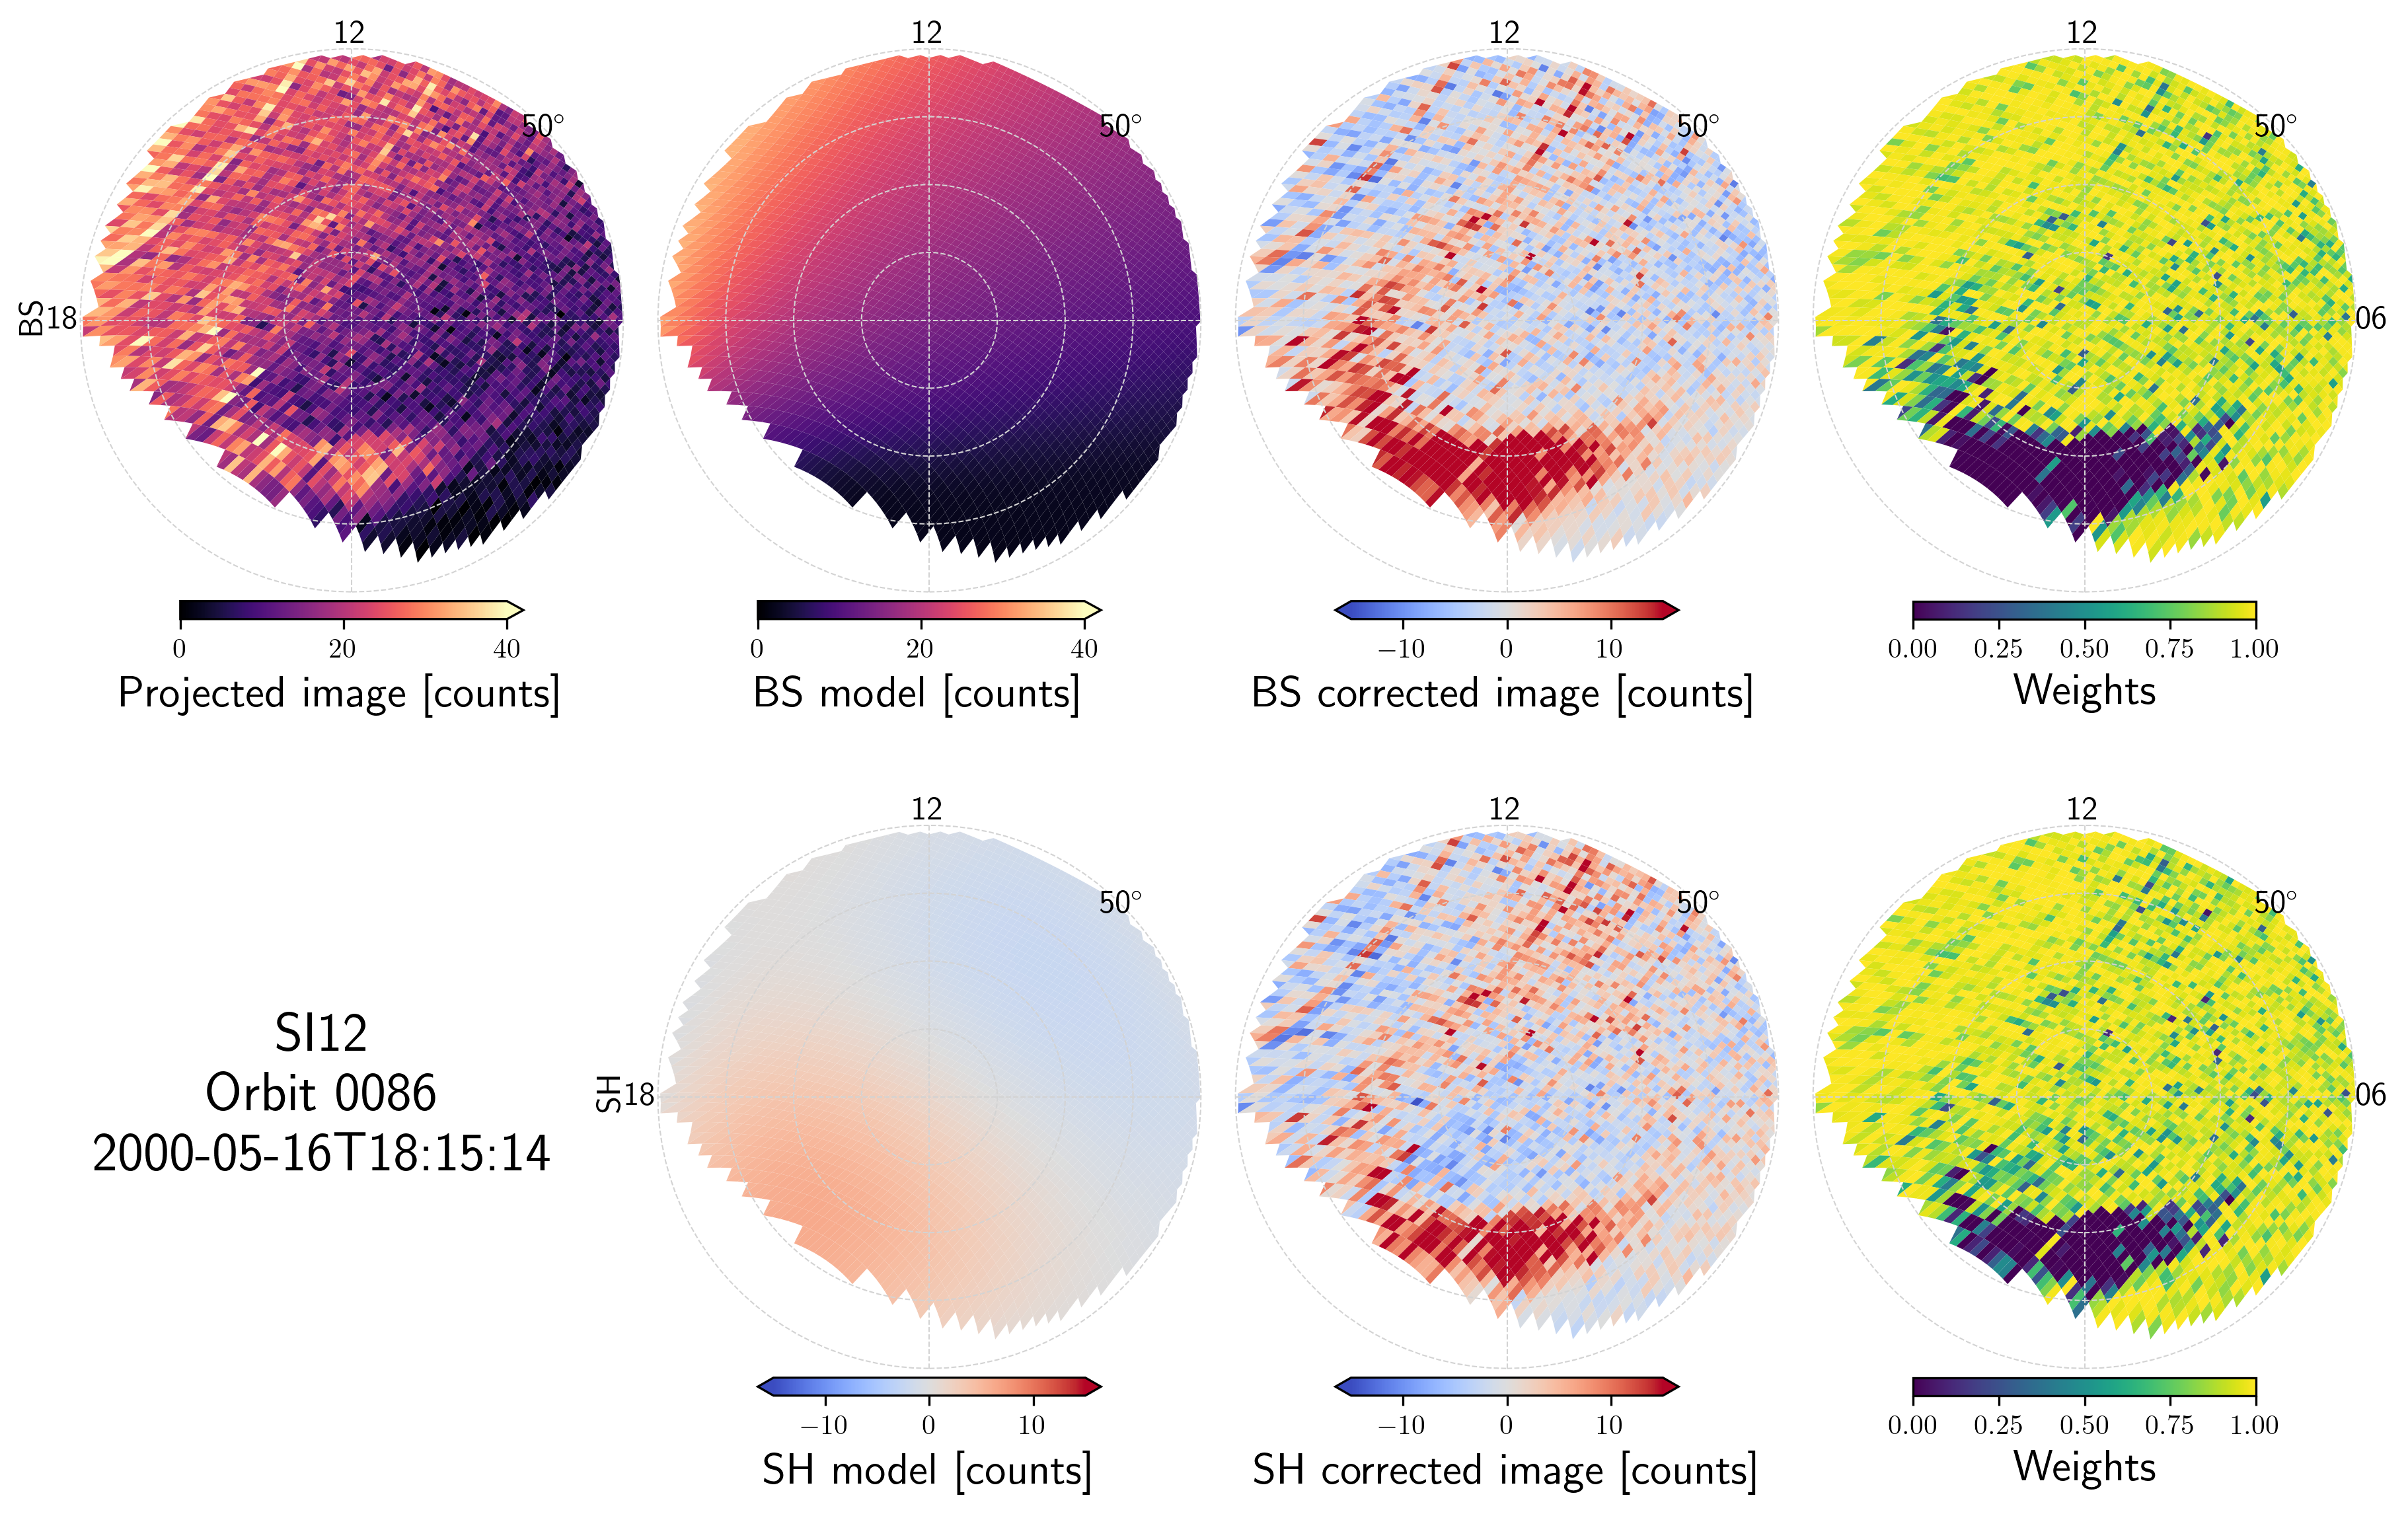 12
12
12
12
50°
50°
50°
50°
BS
18
06
0 20 40
0 20 40
−10 0 10
0.00 0.25 0.50 0.75 1.00
Projected image [counts]
BS model [counts]
BS corrected image [counts]
Weights
12
12
12
50°
50°
50°
SI12
Orbit 0086
2000-05-16T18:15:14
SH
18
06
−10 0 10
−10 0 10
0.00 0.25 0.50 0.75 1.00
SH model [counts]
SH corrected image [counts]
Weights